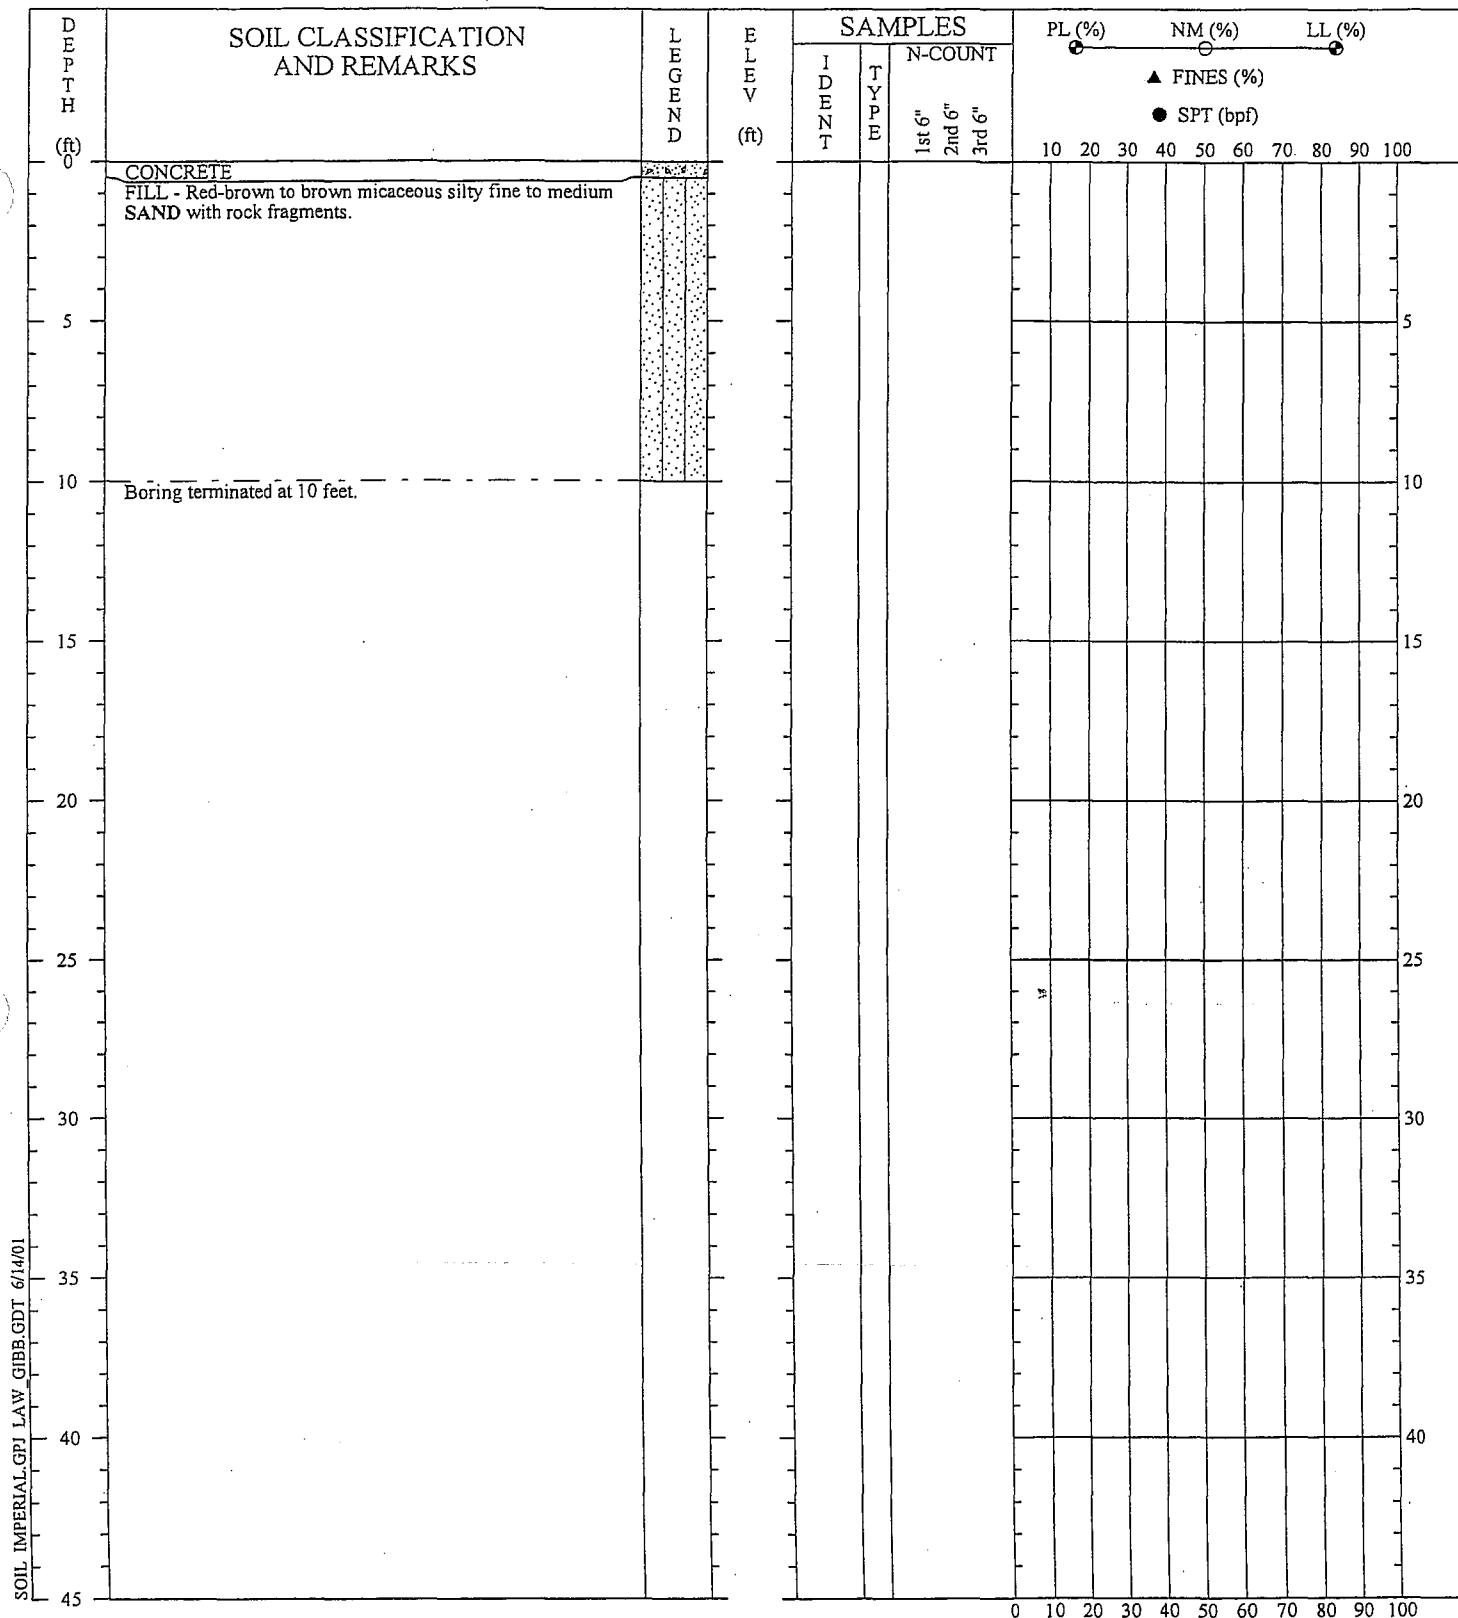 DEPTH (ft)
SOIL CLASSIFICATION
AND REMARKS
LEGEND
ELEV (ft)
SAMPLES
IDENT
TYPE
N-COUNT
1st 6"
2nd 6"
3rd 6"
PL (%) NM (%) LL (%)
▲ FINES (%)
● SPT (bpf)
10 20 30 40 50 60 70 80 90 100
0
CONCRETE
FILL - Red-brown to brown micaceous silty fine to medium
SAND with rock fragments.
5 5
10 10
Boring terminated at 10 feet.
15 15
20 20
25 25
30 30
35 35
40 40
45
0 10 20 30 40 50 60 70 80 90 100
SOIL IMPERIAL.GPJ LAW_GIBB.GDT 6/14/01